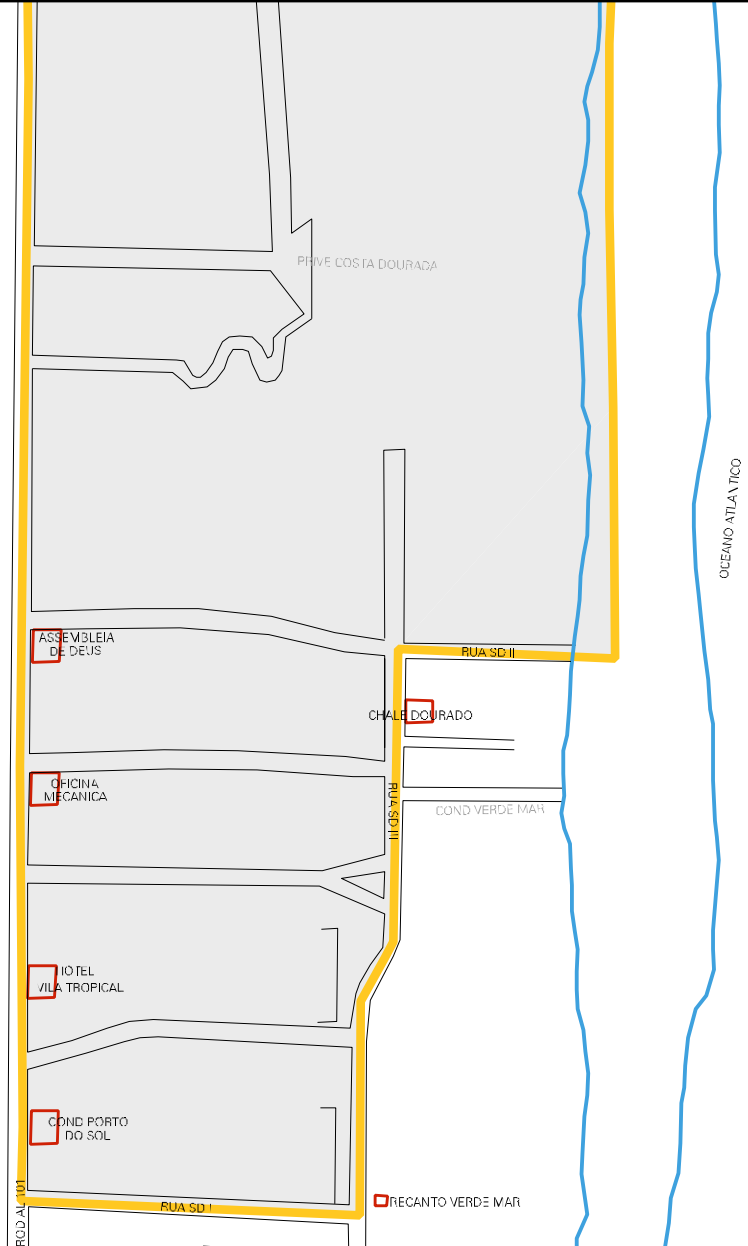 PRIVE COSTA DOURADA
OCEANO ATLANTICO
ASSEMBLEIA
DE DEUS
RUA SD II
CHALE DOURADO
OFICINA
MECANICA
RUA SD III
COND VERDE MAR
HOTEL
VILA TROPICAL
COND PORTO
DO SOL
ROD AL 101
RUA SD I
RECANTO VERDE MAR